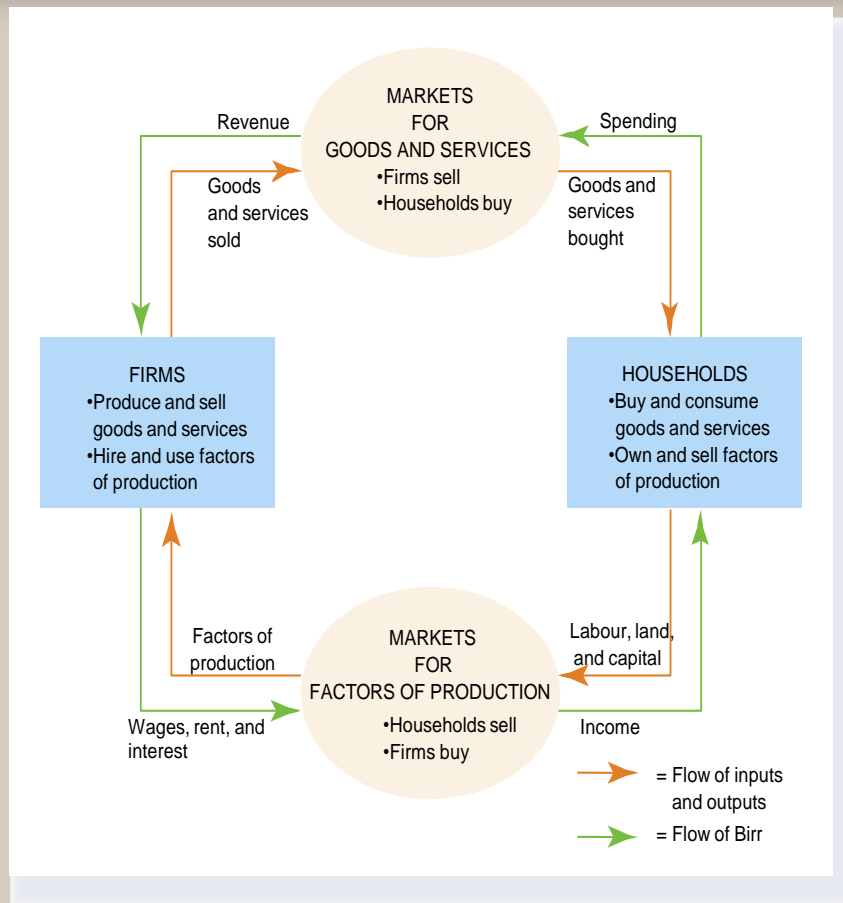 MARKETS
FOR
GOODS AND SERVICES
•Firms sell
•Households buy
Revenue
Spending
Goods
and services
sold
Goods and
services
bought
FIRMS
•Produce and sell
goods and services
•Hire and use factors
of production
HOUSEHOLDS
•Buy and consume
goods and services
•Own and sell factors
of production
Factors of
production
MARKETS
FOR
FACTORS OF PRODUCTION
•Households sell
•Firms buy
Labour, land,
and capital
Wages, rent, and
interest
Income
= Flow of inputs
and outputs
= Flow of Birr